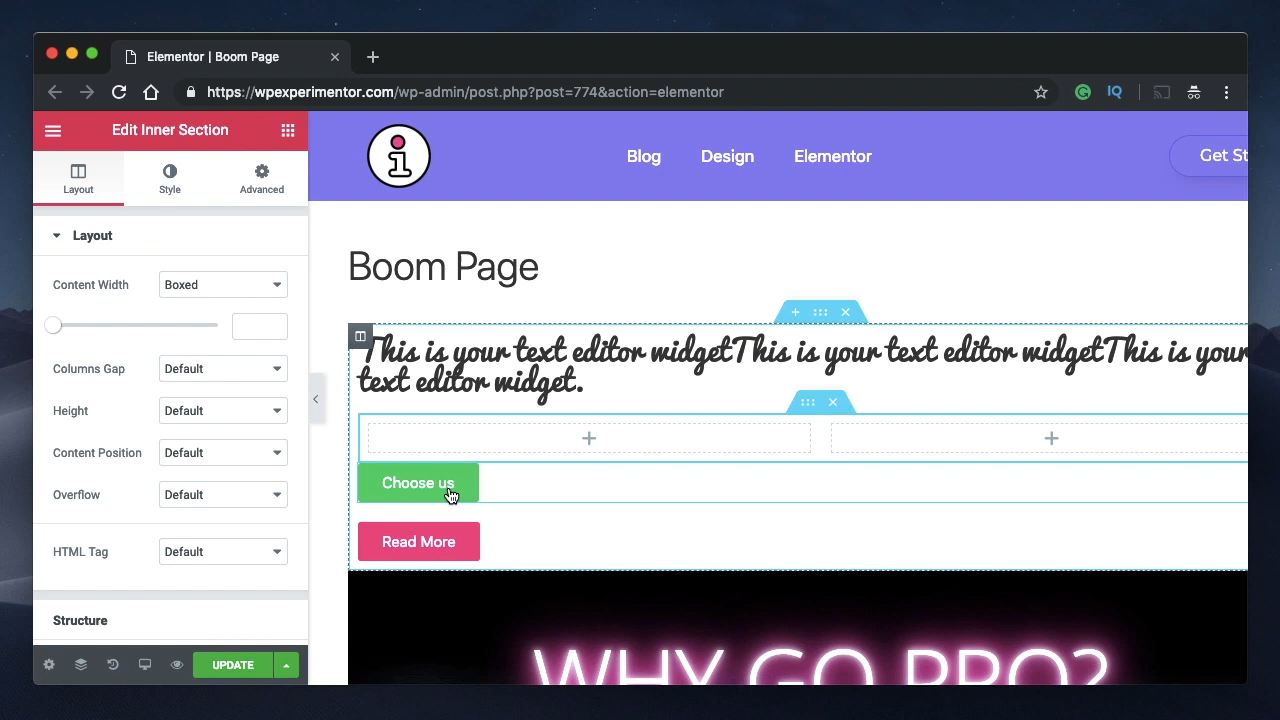 Elementor | Boom Page
https://wpexperimentor.com/wp-admin/post.php?post=774&action=elementor
IQ
Edit Inner Section
Layout
Style
Advanced
Layout
Content Width
Boxed
Columns Gap
Default
Height
Default
Content Position
Default
Overflow
Default
HTML Tag
Default
Structure
UPDATE
i
Blog
Design
Elementor
Get St
Boom Page
This is your text editor widgetThis is your text editor widgetThis is your
text editor widget.
Choose us
Read More
WHY GO PRO?